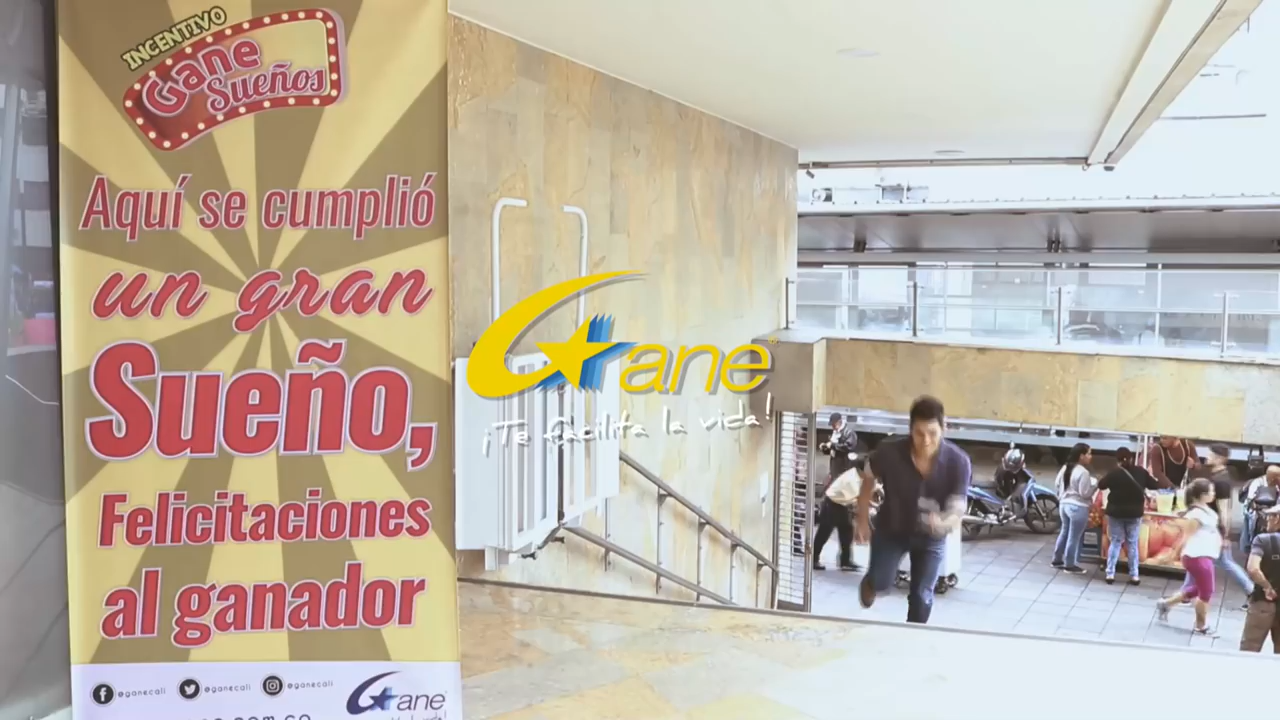 INCENTIVO
Gane
Sueños
Aquí se cumplió
un gran
Sueño,
Felicitaciones
al ganador
@ganecali @ganecali @ganecali
Gane
Gane
¡Te facilita la vida!